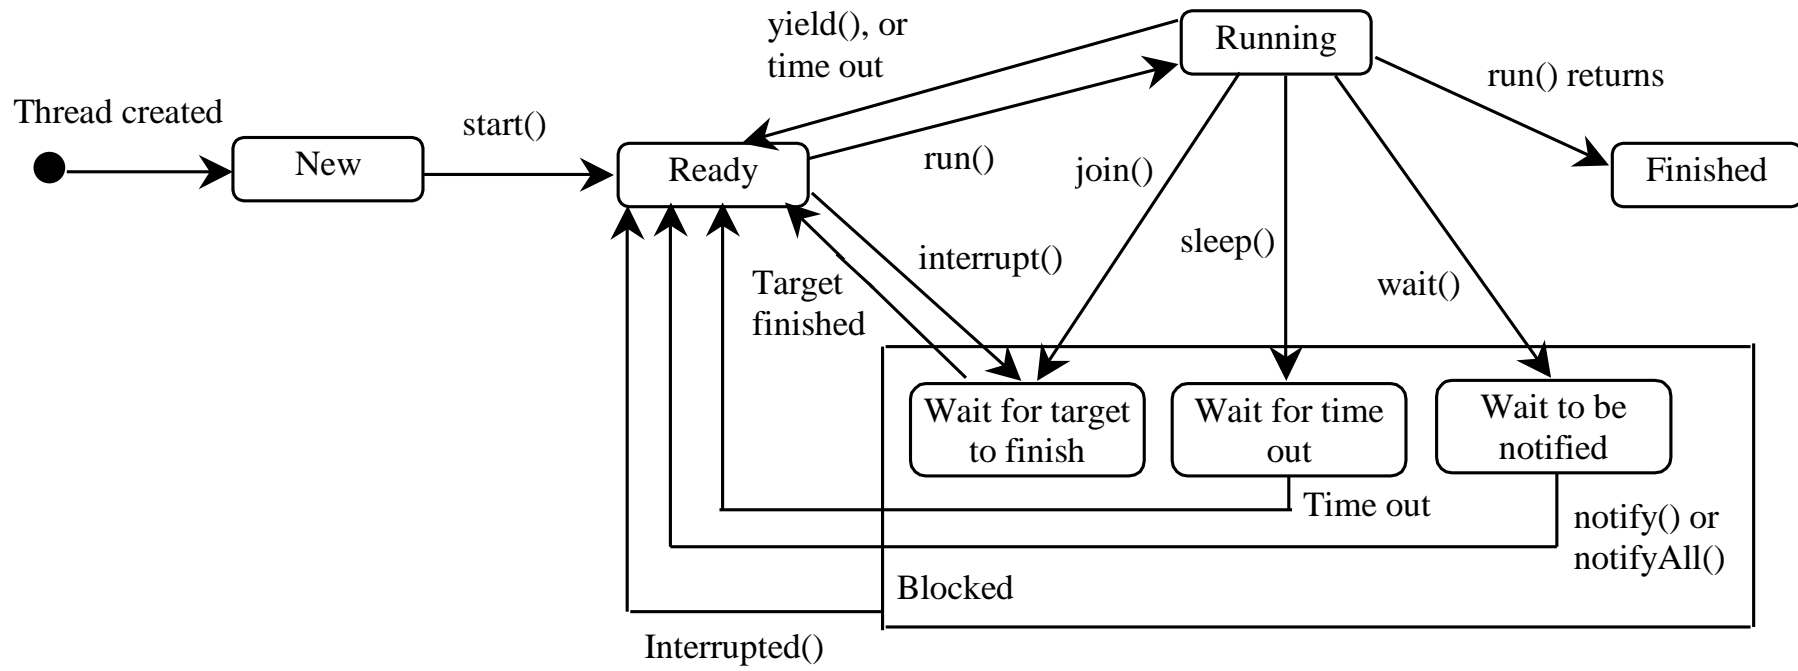 yield(), or
time out
Running
run() returns
Thread created
start()
New
Ready
run()
join()
Finished
sleep()
interrupt()
wait()
Target
finished
Wait for target
to finish
Wait for time
out
Wait to be
notified
Time out
notify() or
notifyAll()
Blocked
Interrupted()